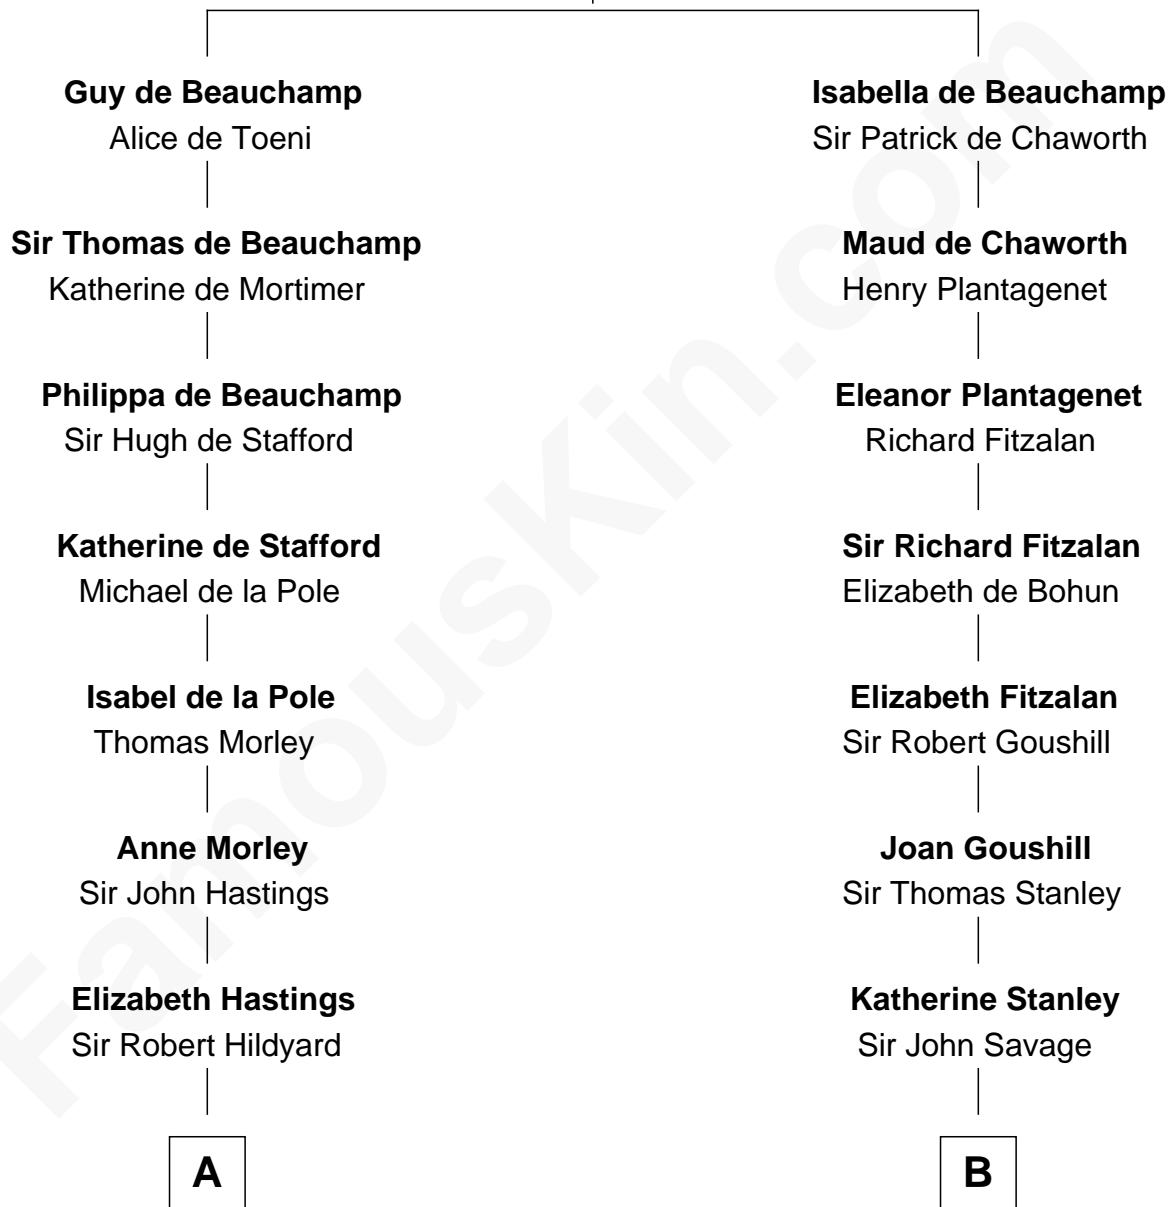 Guy de Beauchamp
Alice de Toeni
Sir Thomas de Beauchamp
Katherine de Mortimer
Philippa de Beauchamp
Sir Hugh de Stafford
Katherine de Stafford
Michael de la Pole
Isabel de la Pole
Thomas Morley
Anne Morley
Sir John Hastings
Elizabeth Hastings
Sir Robert Hildyard
A
Isabella de Beauchamp
Sir Patrick de Chaworth
Maud de Chaworth
Henry Plantagenet
Eleanor Plantagenet
Richard Fitzalan
Sir Richard Fitzalan
Elizabeth de Bohun
Elizabeth Fitzalan
Sir Robert Goushill
Joan Goushill
Sir Thomas Stanley
Katherine Stanley
Sir John Savage
B
FamousKin.com